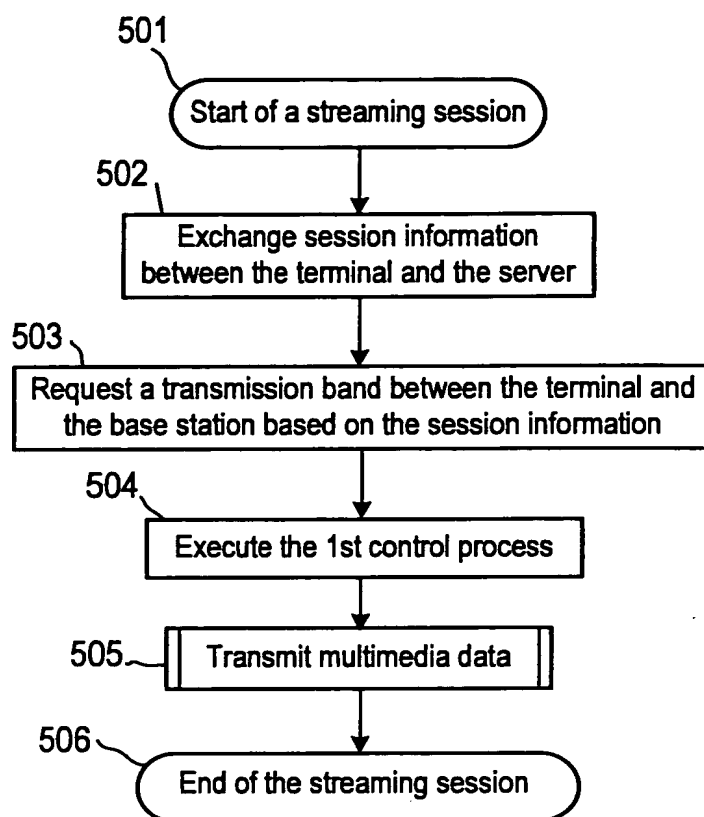 501
Start of a streaming session
502
Exchange session information
between the terminal and the server
503
Request a transmission band between the terminal and
the base station based on the session information
504
Execute the 1st control process
505
Transmit multimedia data
506
End of the streaming session